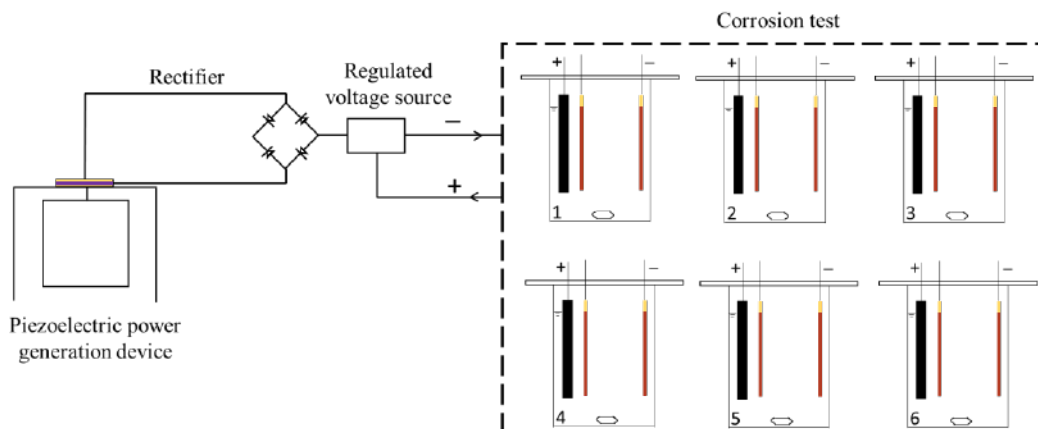 Corrosion test
Rectifier
Regulated
voltage source
−
+
Piezoelectric power
generation device
+ −
1
+ −
2
+ −
3
+ −
4
+ −
5
+ −
6